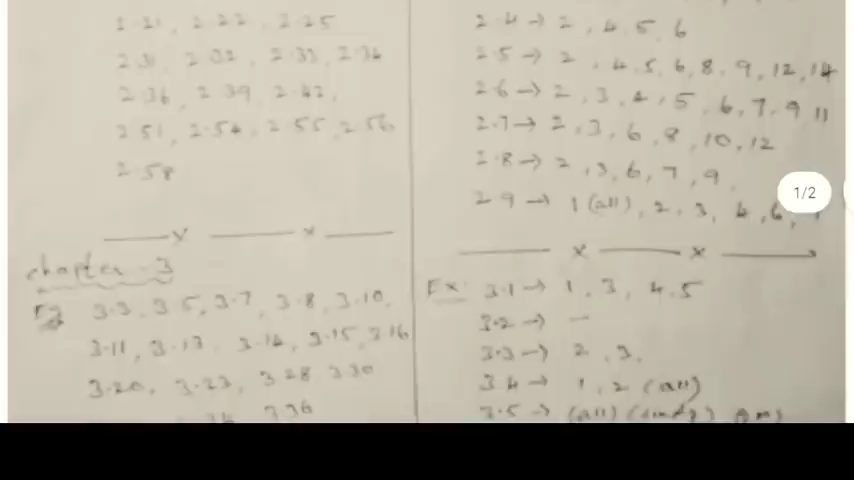 2.21, 2.22, 2.25
2.31, 2.32, 2.33, 2.34
2.36, 2.39, 2.42,
2.51, 2.54, 2.55, 2.56
2.58
chapter - 3
Eg 3.3, 3.5, 3.7, 3.8, 3.10,
3.11, 3.13, 3.14, 3.15, 3.16
3.20, 3.23, 3.28 3.30
3.36
2.4 → 2, 4, 5, 6
2.5 → 2, 4, 5, 6, 8, 9, 12, 14
2.6 → 2, 3, 4, 5, 6, 7, 9 11
2.7 → 2, 3, 6, 8, 10, 12
2.8 → 2, 3, 6, 7, 9,
2.9 → 1 (all), 2, 3, 4, 6,
1/2
Ex: 3.1 → 1, 3, 4, 5
3.2 → -
3.3 → 2, 3,
3.4 → 1, 2 (all)
3.5 → (all)